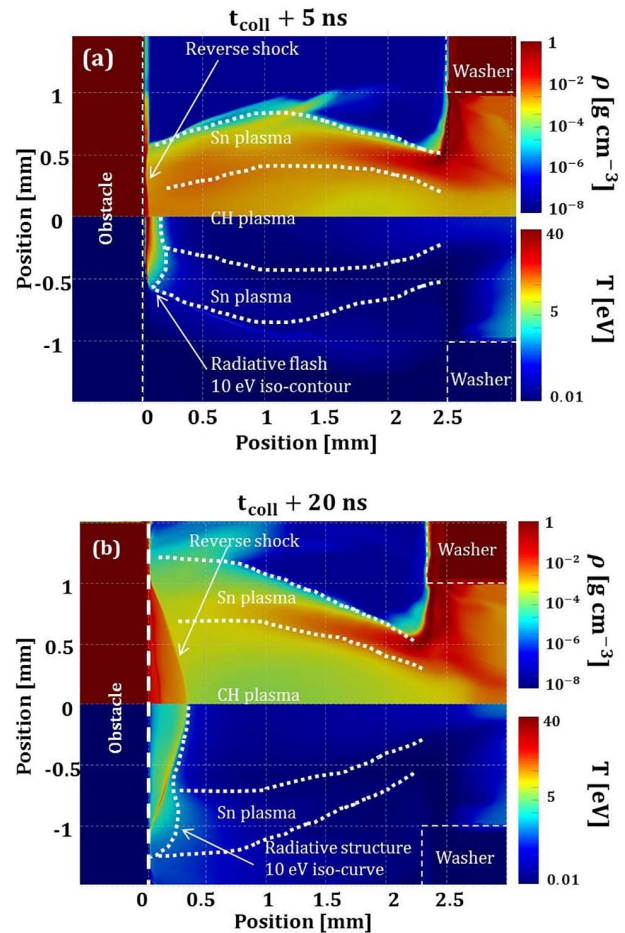 t_coll + 5 ns
Reverse shock
(a)
Washer
1
Sn plasma
0.5
0
Obstacle
CH plasma
-0.5
Sn plasma
-1
Radiative flash
10 eV iso-contour
Washer
0 0.5 1 1.5 2 2.5
Position [mm]
Position [mm]
1
10⁻²
10⁻⁴
10⁻⁶
10⁻⁸
ρ [g cm⁻³]
40
5
0.01
T [eV]
t_coll + 20 ns
Reverse shock
(b)
Washer
1
Sn plasma
0.5
CH plasma
0
Obstacle
-0.5
Sn plasma
-1
Radiative structure
10 eV iso-curve
Washer
0 0.5 1 1.5 2 2.5
Position [mm]
Position [mm]
1
10⁻²
10⁻⁴
10⁻⁶
10⁻⁸
ρ [g cm⁻³]
40
5
0.01
T [eV]